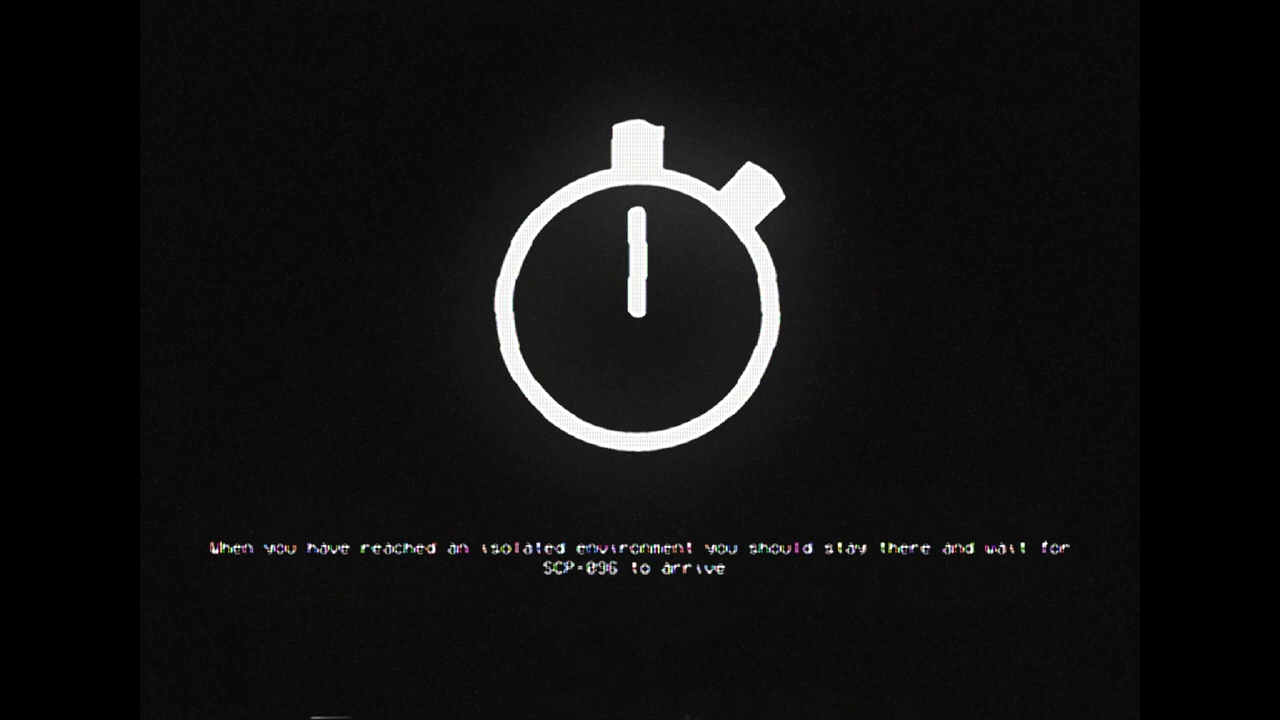 When you have reached an isolated environment you should stay there and wait for
SCP-096 to arrive